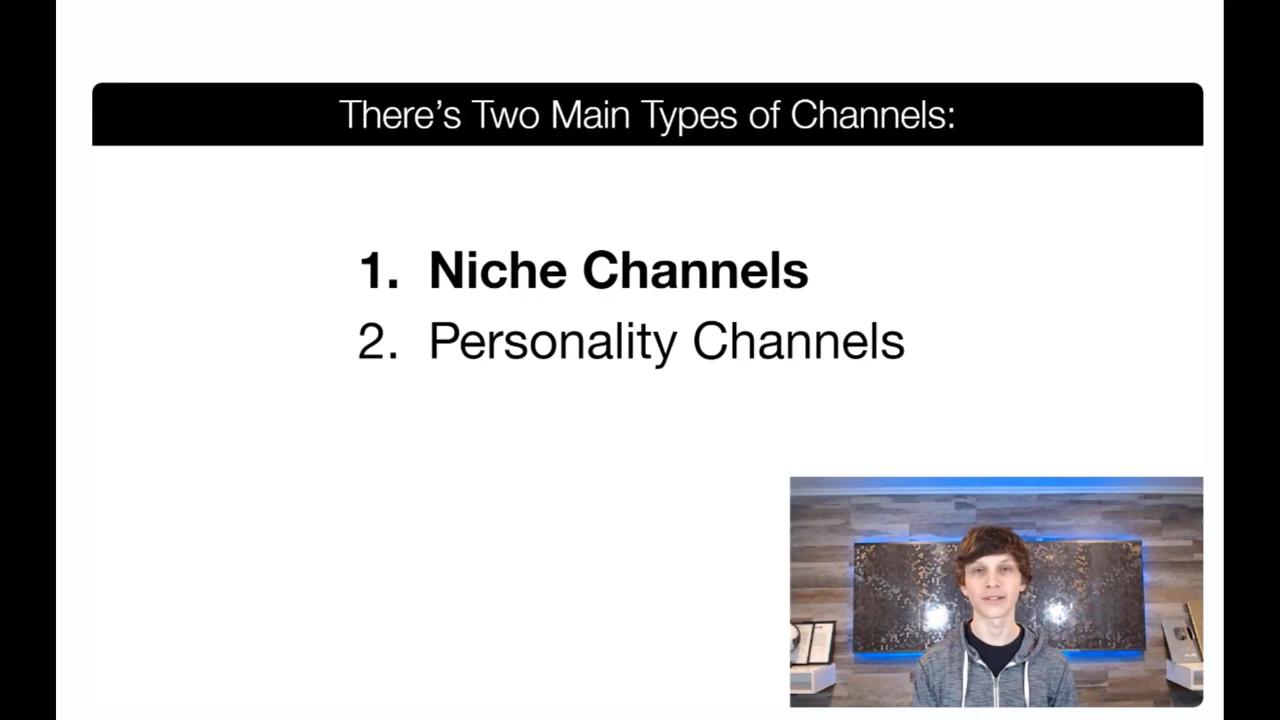 There’s Two Main Types of Channels:
1. Niche Channels
2. Personality Channels